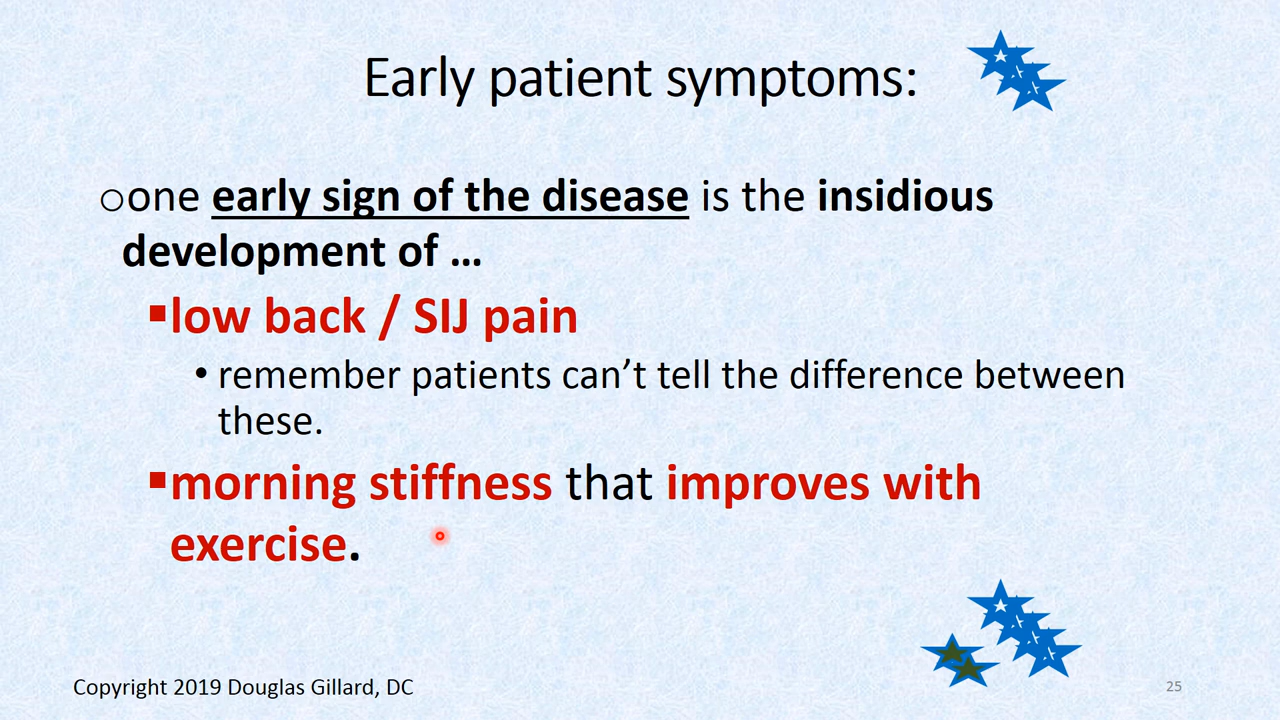 Early patient symptoms:
○one early sign of the disease is the insidious
development of …
▪low back / SIJ pain
• remember patients can’t tell the difference between
these.
▪morning stiffness that improves with
exercise.
Copyright 2019 Douglas Gillard, DC
25